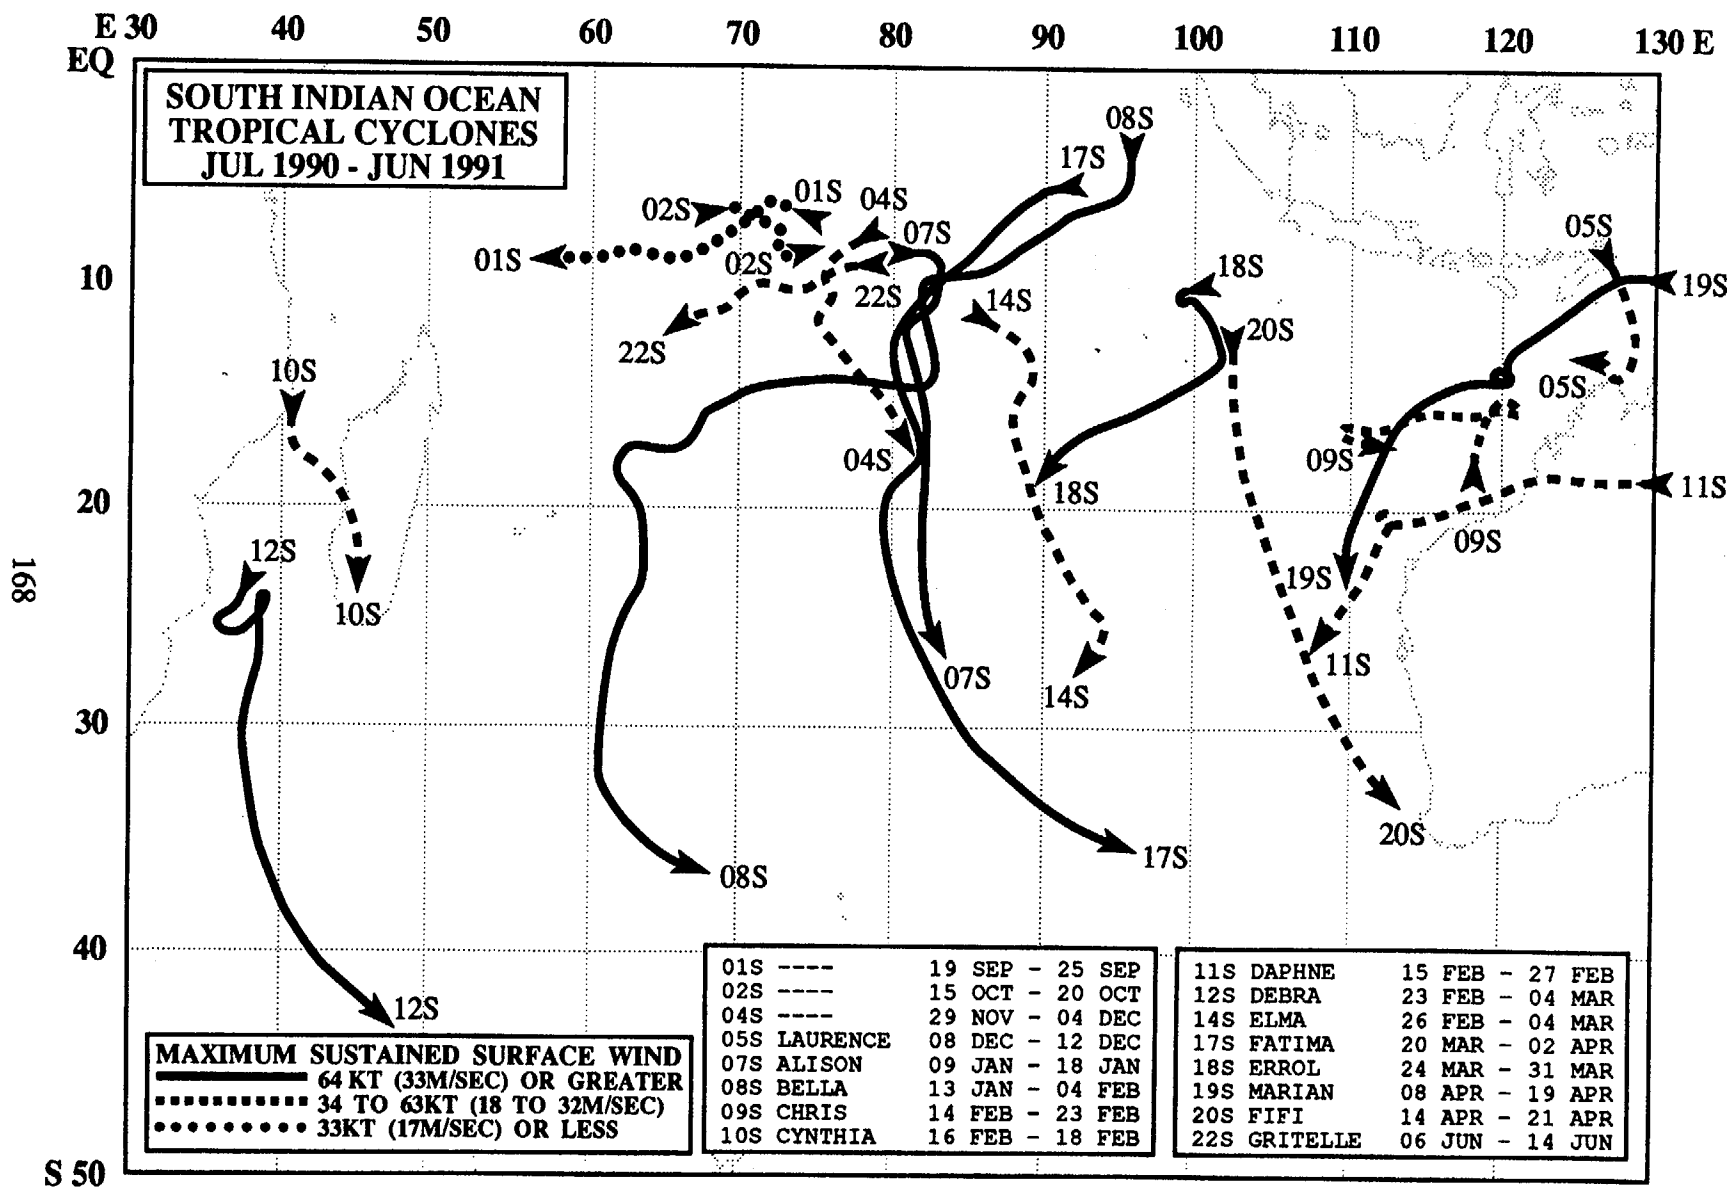 E 30 40 50 60 70 80 90 100 110 120 130 E
EQ
SOUTH INDIAN OCEAN
TROPICAL CYCLONES
JUL 1990 - JUN 1991
08S
17S
02S
01S
04S
07S
05S
01S
02S
18S
10
22S
14S
19S
22S
20S
10S
05S
04S
09S
18S
11S
20
12S
09S
168
19S
10S
07S
11S
14S
30
20S
17S
08S
40
12S
01S ---- 19 SEP - 25 SEP
02S ---- 15 OCT - 20 OCT
04S ---- 29 NOV - 04 DEC
05S LAURENCE 08 DEC - 12 DEC
07S ALISON 09 JAN - 18 JAN
08S BELLA 13 JAN - 04 FEB
09S CHRIS 14 FEB - 23 FEB
10S CYNTHIA 16 FEB - 18 FEB
11S DAPHNE 15 FEB - 27 FEB
12S DEBRA 23 FEB - 04 MAR
14S ELMA 26 FEB - 04 MAR
17S FATIMA 20 MAR - 02 APR
18S ERROL 24 MAR - 31 MAR
19S MARIAN 08 APR - 19 APR
20S FIFI 14 APR - 21 APR
22S GRITELLE 06 JUN - 14 JUN
MAXIMUM SUSTAINED SURFACE WIND
64 KT (33M/SEC) OR GREATER
34 TO 63KT (18 TO 32M/SEC)
33KT (17M/SEC) OR LESS
S 50